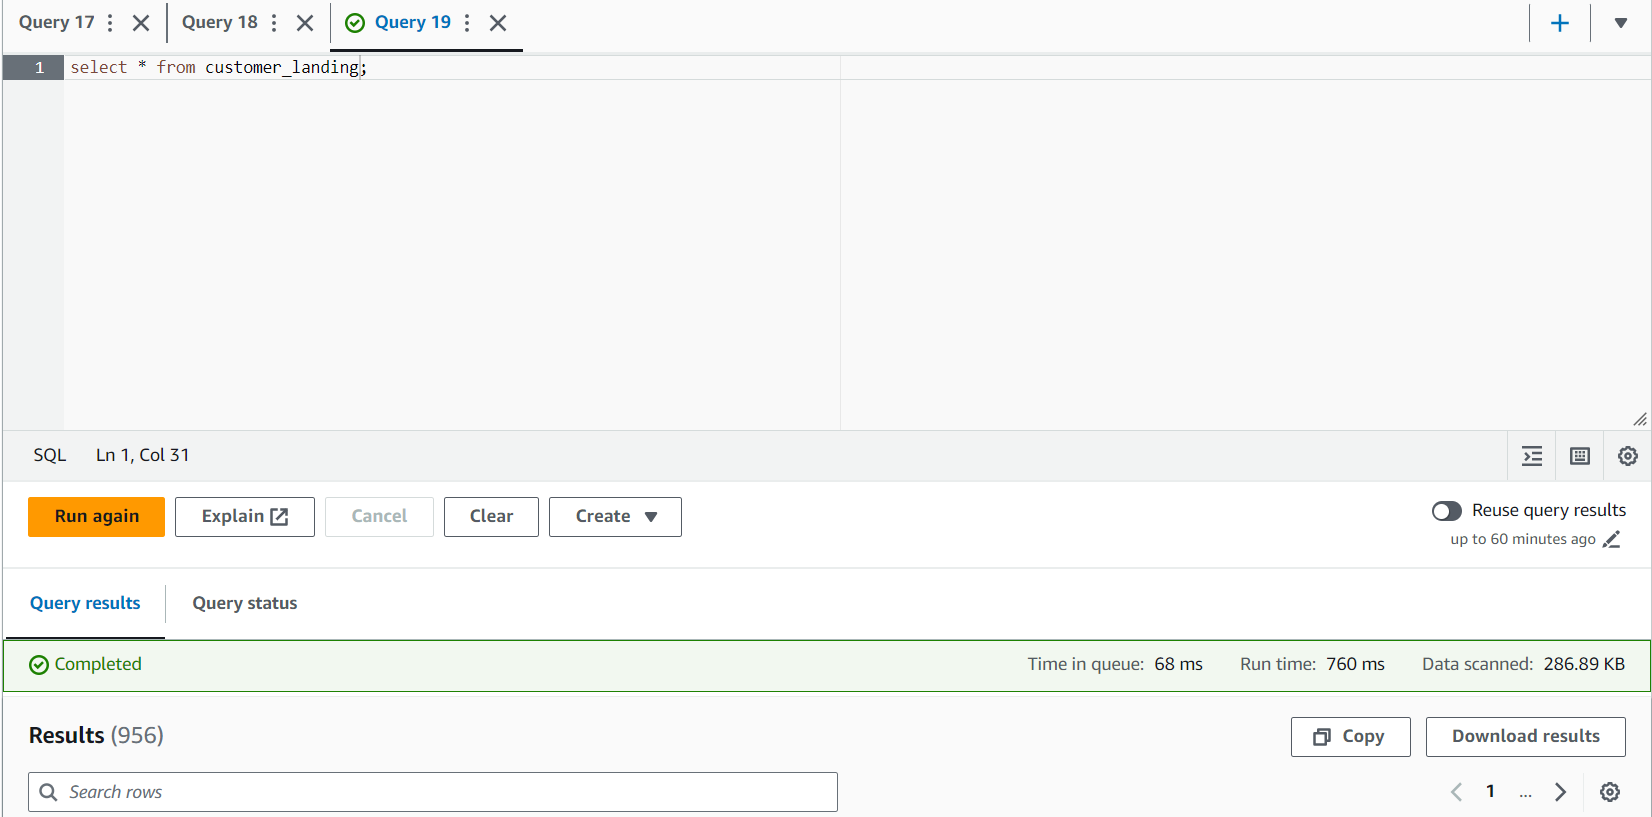 Query 17 Query 18 Query 19
1 select * from customer_landing;
SQL Ln 1, Col 31
Run again Explain Cancel Clear Create Reuse query results
up to 60 minutes ago
Query results Query status
Completed Time in queue: 68 ms Run time: 760 ms Data scanned: 286.89 KB
Results (956) Copy Download results
Search rows 1 ...